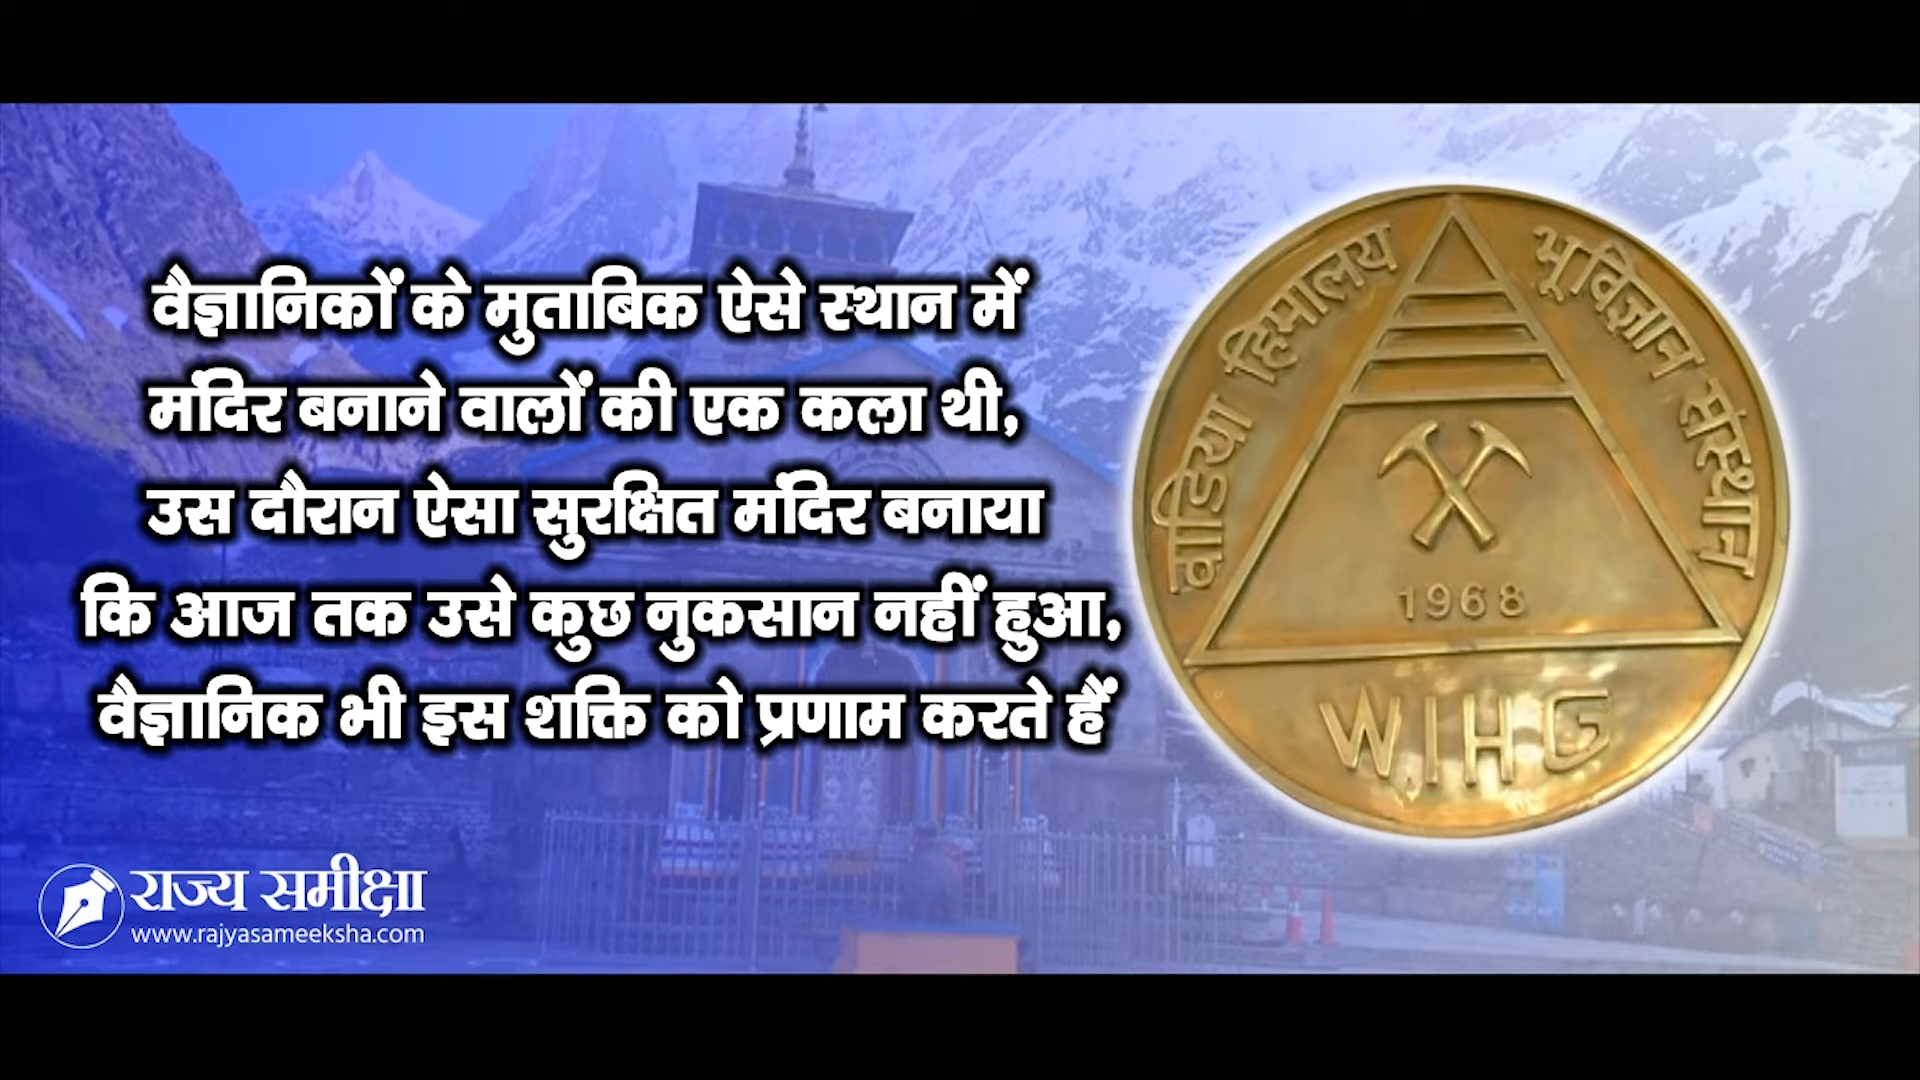 वैज्ञानिकों के मुताबिक ऐसे स्थान में
मंदिर बनाने वालों की एक कला थी,
उस दौरान ऐसा सुरक्षित मंदिर बनाया
कि आज तक उसे कुछ नुकसान नहीं हुआ,
वैज्ञानिक भी इस शक्ति को प्रणाम करते हैं
वाडिया हिमालय भूविज्ञान संस्थान
1968
WIHG
राज्य समीक्षा
www.rajyasameeksha.com